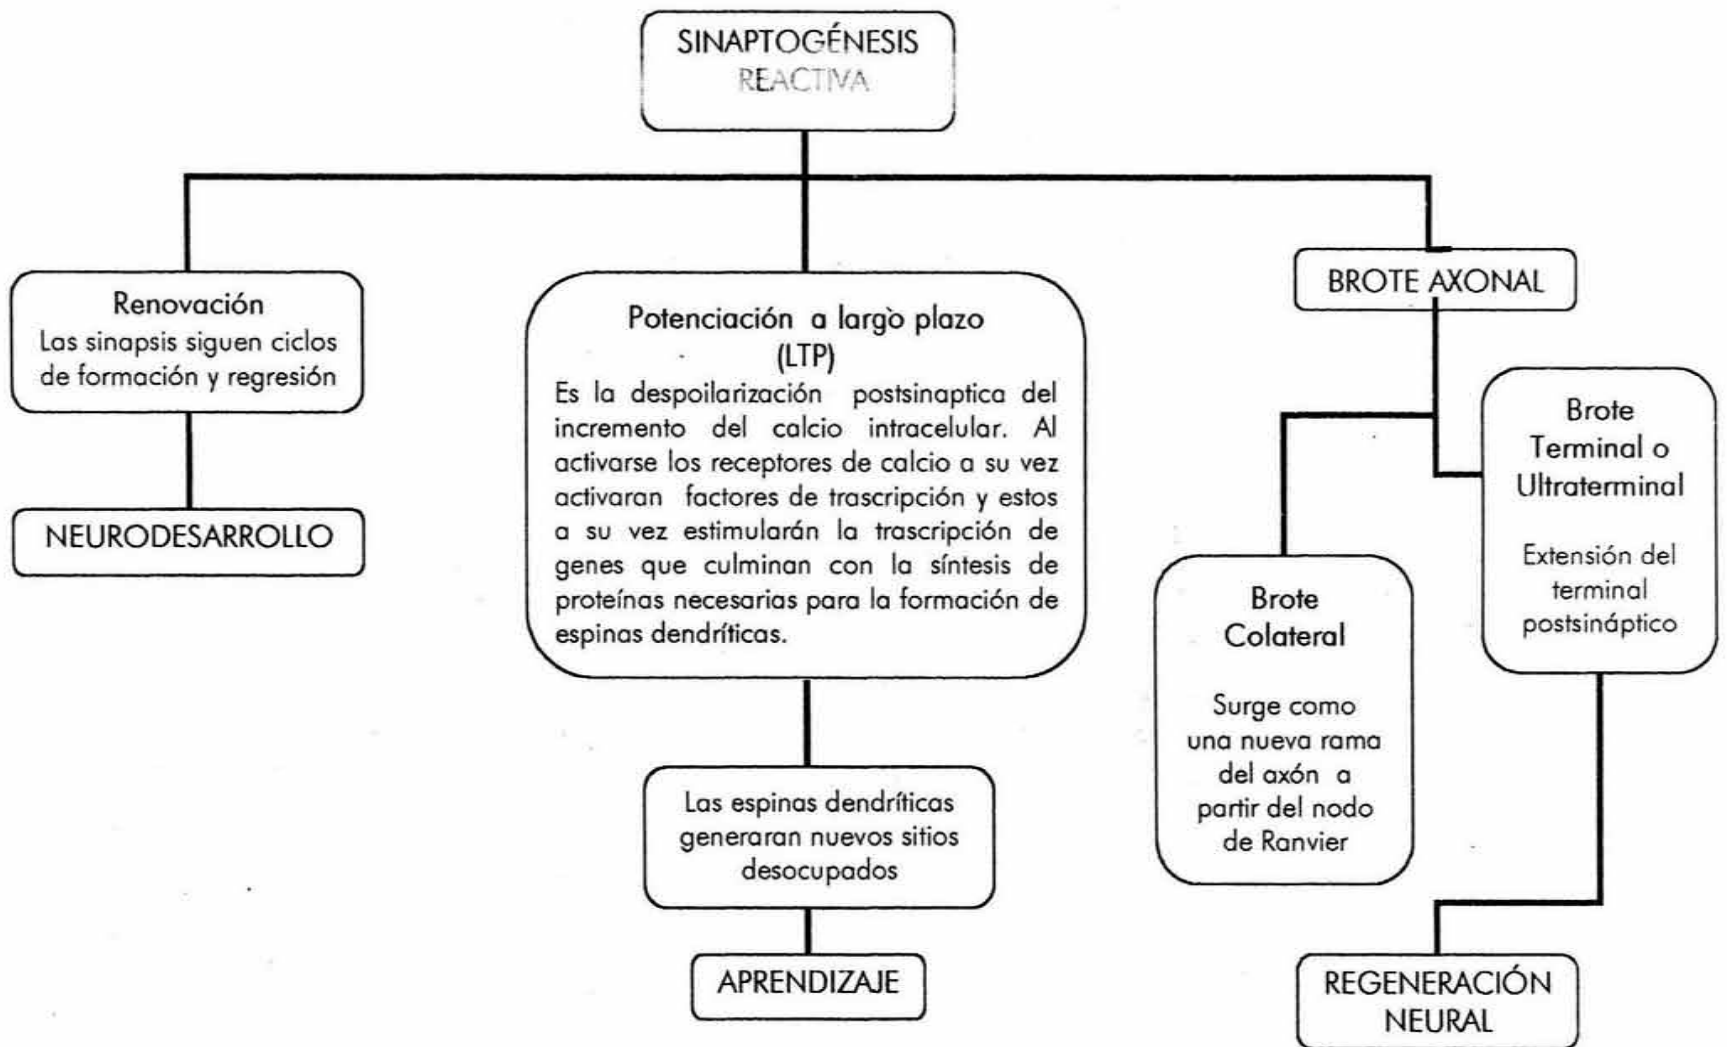 SINAPTOGÉNESIS
REACTIVA
Renovación
Las sinapsis siguen ciclos
de formación y regresión
NEURODESARROLLO
Potenciación a largo plazo
(LTP)
Es la despoilarización postsinaptica del
incremento del calcio intracelular. Al
activarse los receptores de calcio a su vez
activaran factores de trascripción y estos
a su vez estimularán la trascripción de
genes que culminan con la síntesis de
proteínas necesarias para la formación de
espinas dendríticas.
Las espinas dendríticas
generaran nuevos sitios
desocupados
APRENDIZAJE
BROTE AXONAL
Brote
Colateral
Surge como
una nueva rama
del axón a
partir del nodo
de Ranvier
Brote
Terminal o
Ultraterminal
Extensión del
terminal
postsináptico
REGENERACIÓN
NEURAL